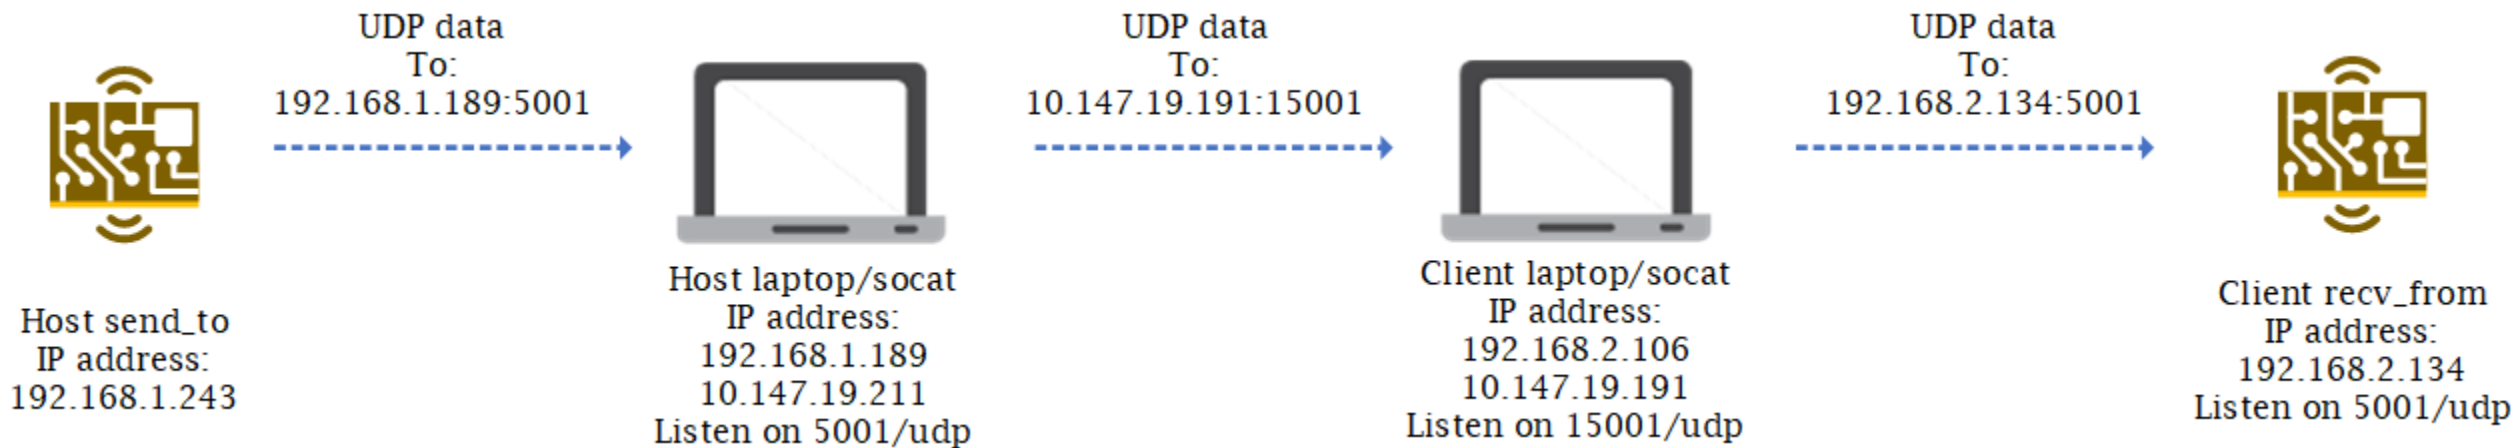 UDP data
To:
192.168.1.189:5001
UDP data
To:
10.147.19.191:15001
UDP data
To:
192.168.2.134:5001
Host send_to
IP address:
192.168.1.243
Host laptop/socat
IP address:
192.168.1.189
10.147.19.211
Listen on 5001/udp
Client laptop/socat
IP address:
192.168.2.106
10.147.19.191
Listen on 15001/udp
Client recv_from
IP address:
192.168.2.134
Listen on 5001/udp